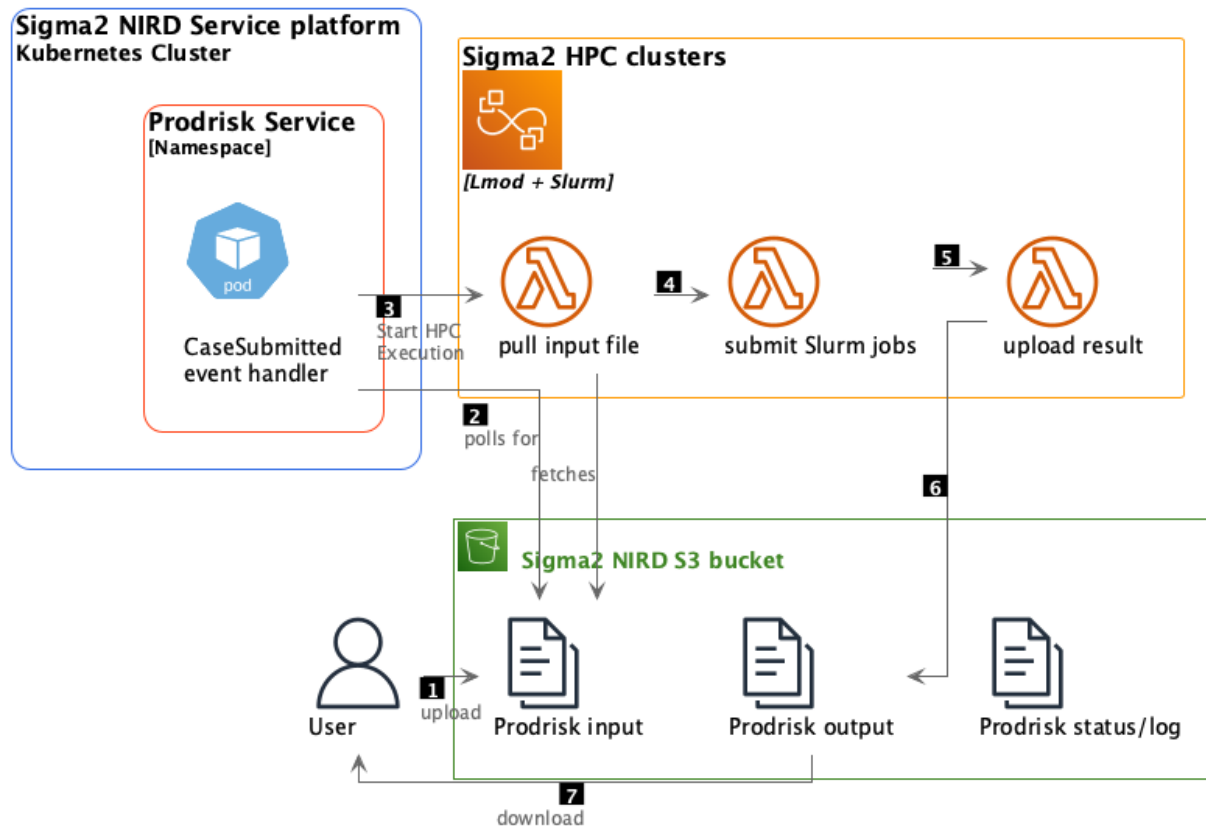 Sigma2 NIRD Service platform
Kubernetes Cluster
Prodrisk Service
[Namespace]
pod
CaseSubmitted
event handler
Sigma2 HPC clusters
[Lmod + Slurm]
3
Start HPC
Execution
pull input file
4
submit Slurm jobs
5
upload result
2
polls for
fetches
6
Sigma2 NIRD S3 bucket
User
1
upload
Prodrisk input
Prodrisk output
Prodrisk status/log
7
download